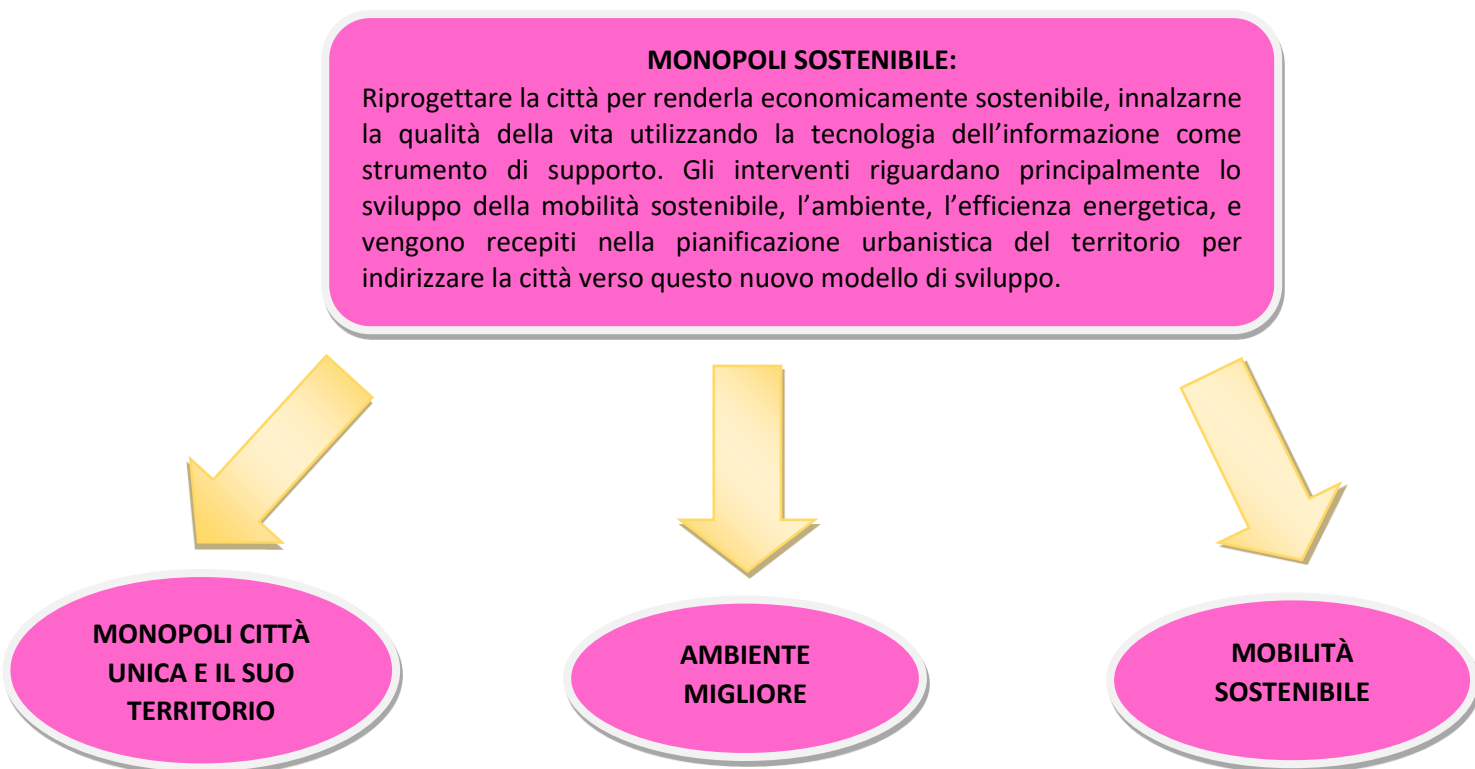 MONOPOLI SOSTENIBILE:
Riprogettare la città per renderla economicamente sostenibile, innalzarne
la qualità della vita utilizzando la tecnologia dell’informazione come
strumento di supporto. Gli interventi riguardano principalmente lo
sviluppo della mobilità sostenibile, l’ambiente, l’efficienza energetica, e
vengono recepiti nella pianificazione urbanistica del territorio per
indirizzare la città verso questo nuovo modello di sviluppo.
MONOPOLI CITTÀ
UNICA E IL SUO
TERRITORIO
AMBIENTE
MIGLIORE
MOBILITÀ
SOSTENIBILE